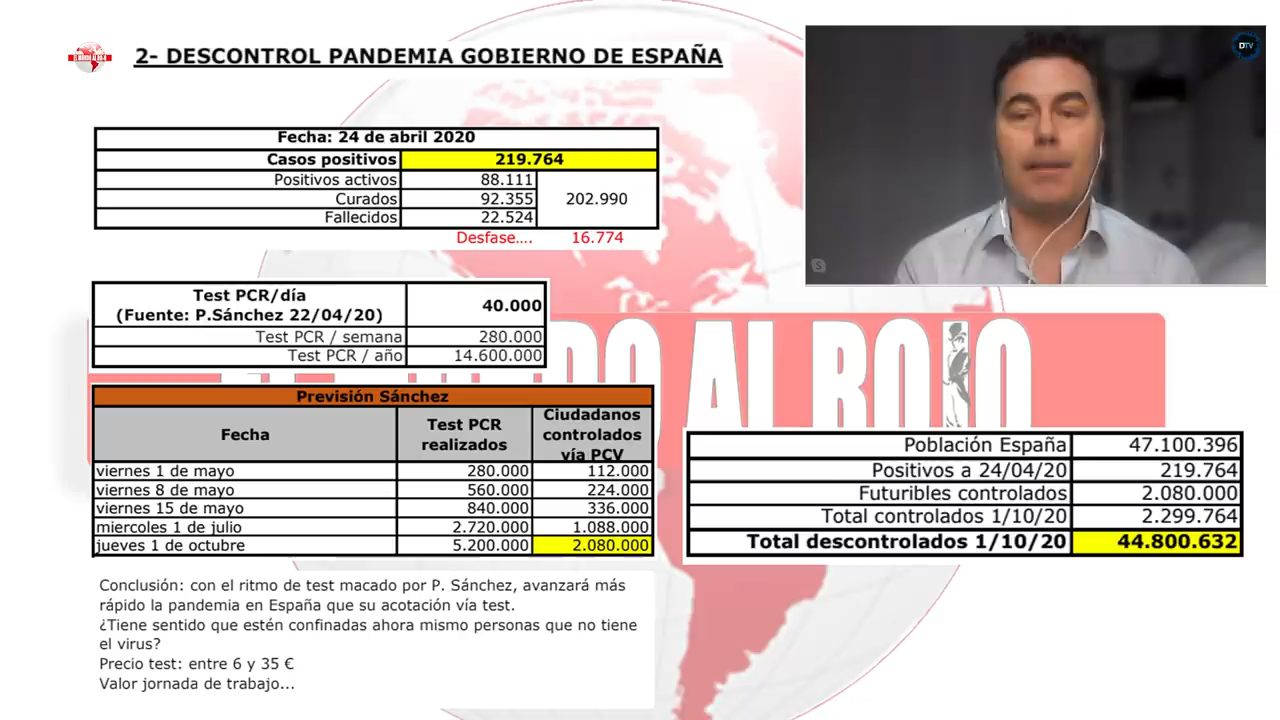 2- DESCONTROL PANDEMIA GOBIERNO DE ESPAÑA
DTV
Fecha: 24 de abril 2020
Casos positivos 219.764
Positivos activos 88.111
Curados 92.355 202.990
Fallecidos 22.524
Desfase.... 16.774
Test PCR/día
(Fuente: P.Sánchez 22/04/20) 40.000
Test PCR / semana 280.000
Test PCR / año 14.600.000
DO AL ROJO
Previsión Sánchez
Fecha
Test PCR
realizados
Ciudadanos
controlados
vía PCV
viernes 1 de mayo 280.000 112.000
viernes 8 de mayo 560.000 224.000
viernes 15 de mayo 840.000 336.000
miercoles 1 de julio 2.720.000 1.088.000
jueves 1 de octubre 5.200.000 2.080.000
Población España 47.100.396
Positivos a 24/04/20 219.764
Futuribles controlados 2.080.000
Total controlados 1/10/20 2.299.764
Total descontrolados 1/10/20 44.800.632
Conclusión: con el ritmo de test macado por P. Sánchez, avanzará más
rápido la pandemia en España que su acotación vía test.
¿Tiene sentido que estén confinadas ahora mismo personas que no tiene
el virus?
Precio test: entre 6 y 35 €
Valor jornada de trabajo...